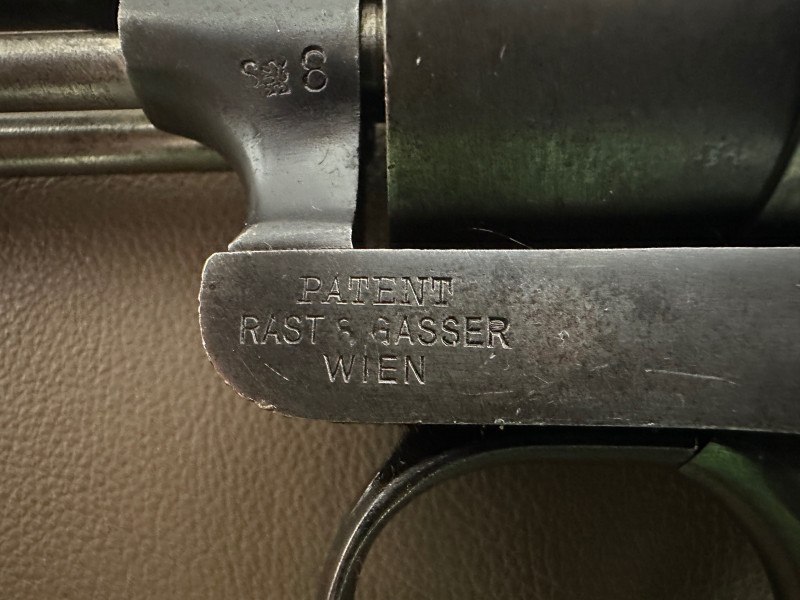 8
PATENT
RAST & GASSER
WIEN